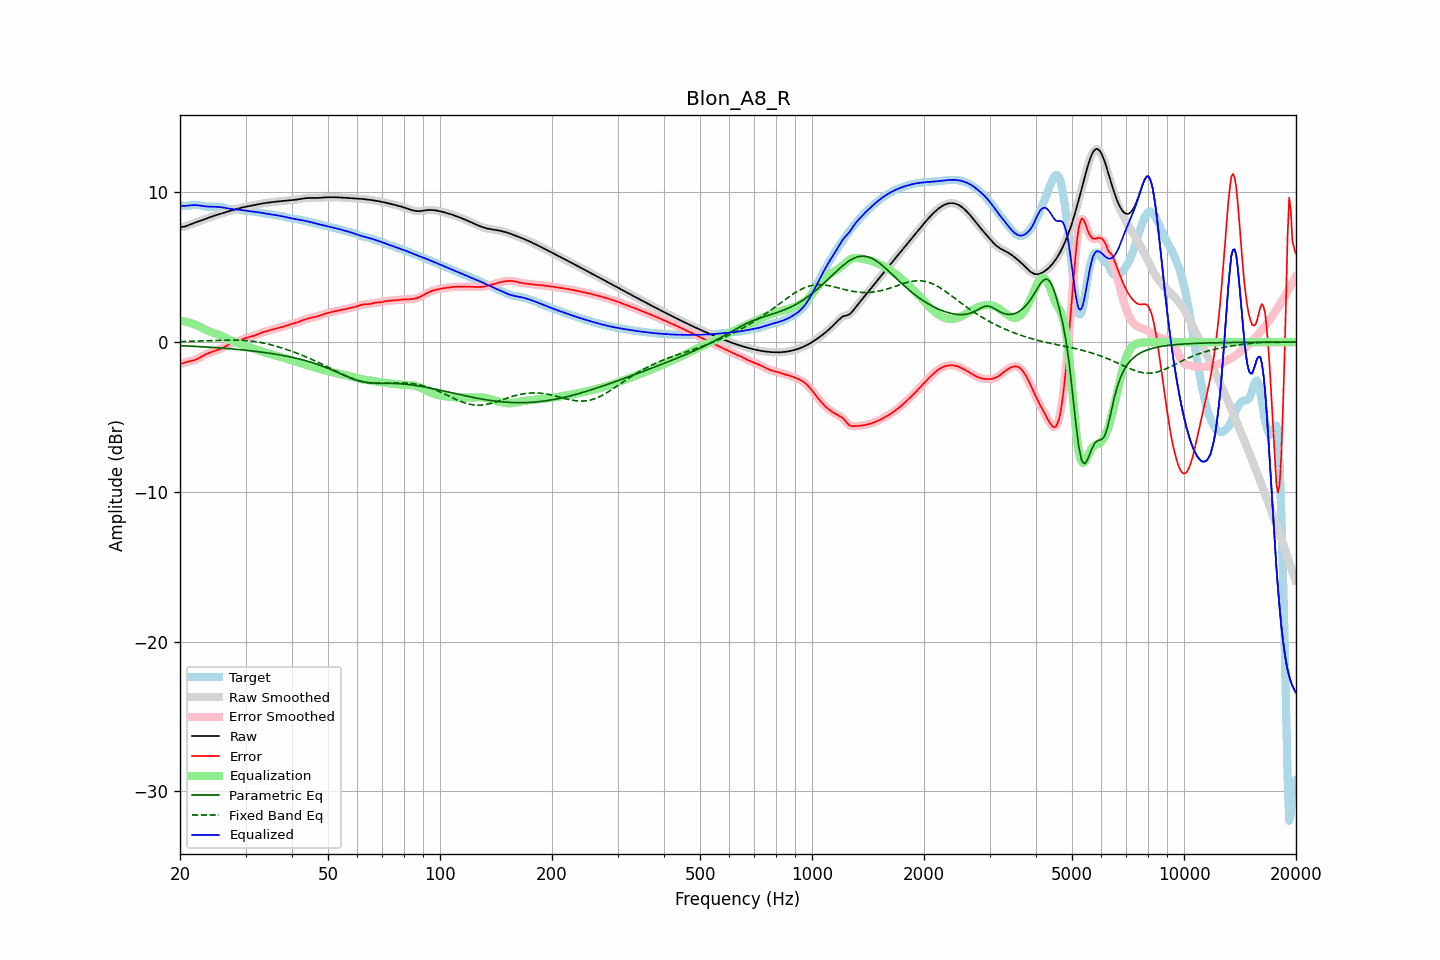 Blon_A8_R
10
0
−10
−20
−30
Amplitude (dBr)
Target
Raw Smoothed
Error Smoothed
Raw
Error
Equalization
Parametric Eq
Fixed Band Eq
Equalized
20 50 100 200 500 1000 2000 5000 10000 20000
Frequency (Hz)